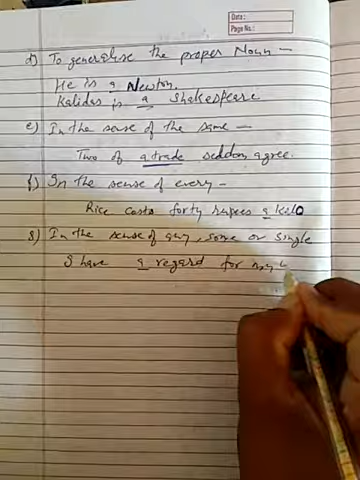 Date:
Page No.:
d) To generalise the proper Noun —
He is a Newton.
Kalidas is a Shakespeare
e) In the sense of the same —
Two of a trade seldom agree.
f) In the sense of every —
Rice costs forty rupees a kilo
g) In the sense of any, some or single
I have a regard for my